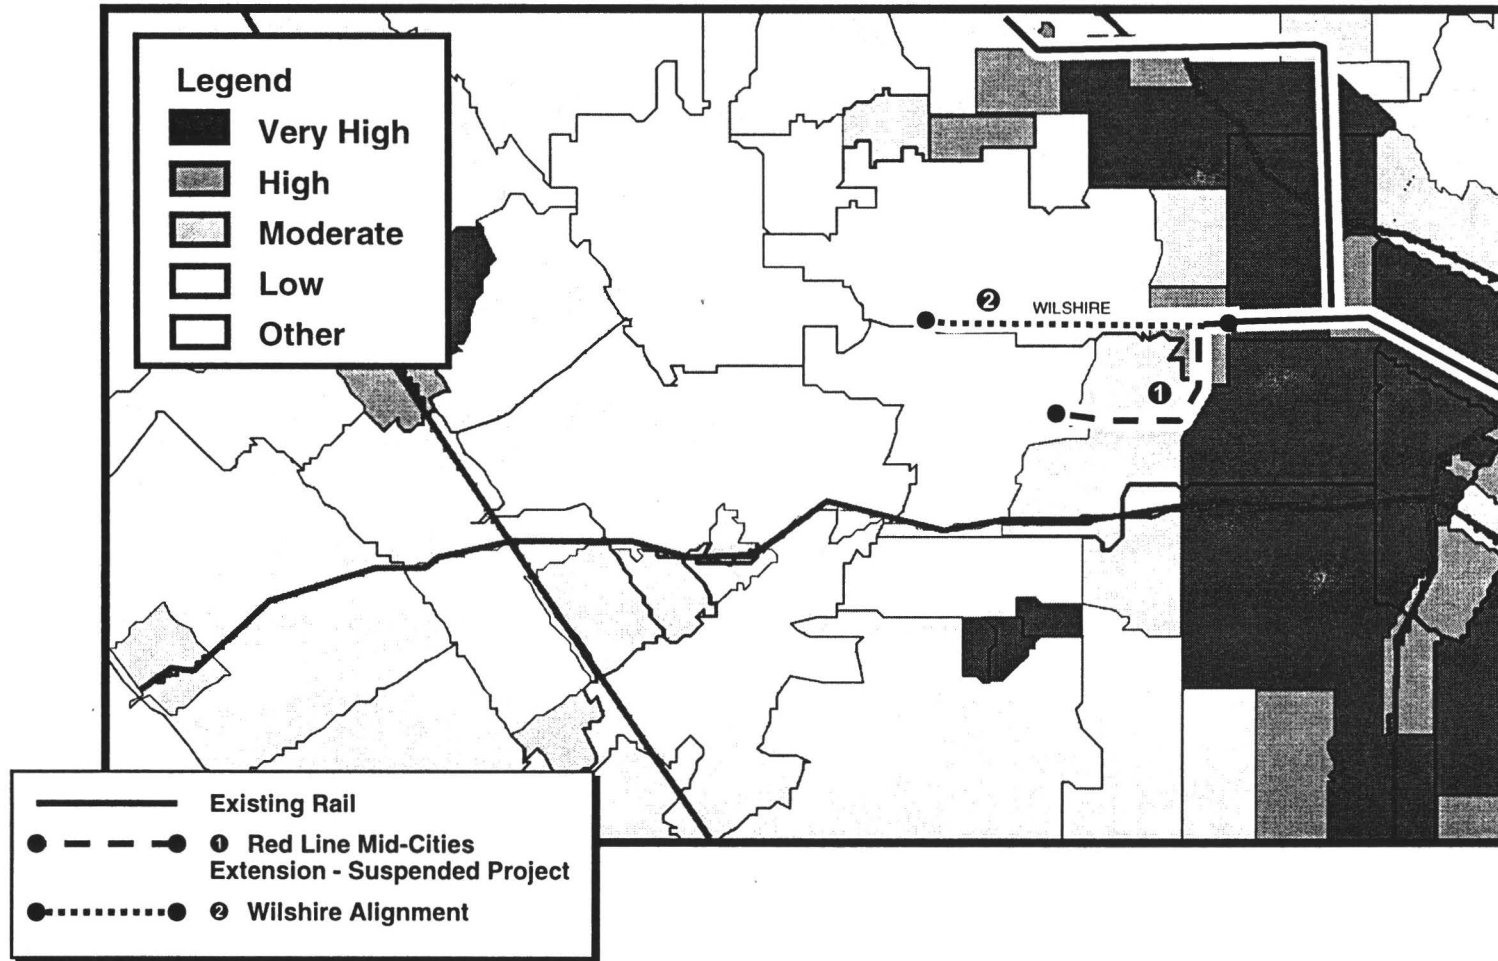 Legend
Very High
High
Moderate
Low
Other
❷ WILSHIRE
❶
Existing Rail
❶ Red Line Mid-Cities
Extension - Suspended Project
❷ Wilshire Alignment